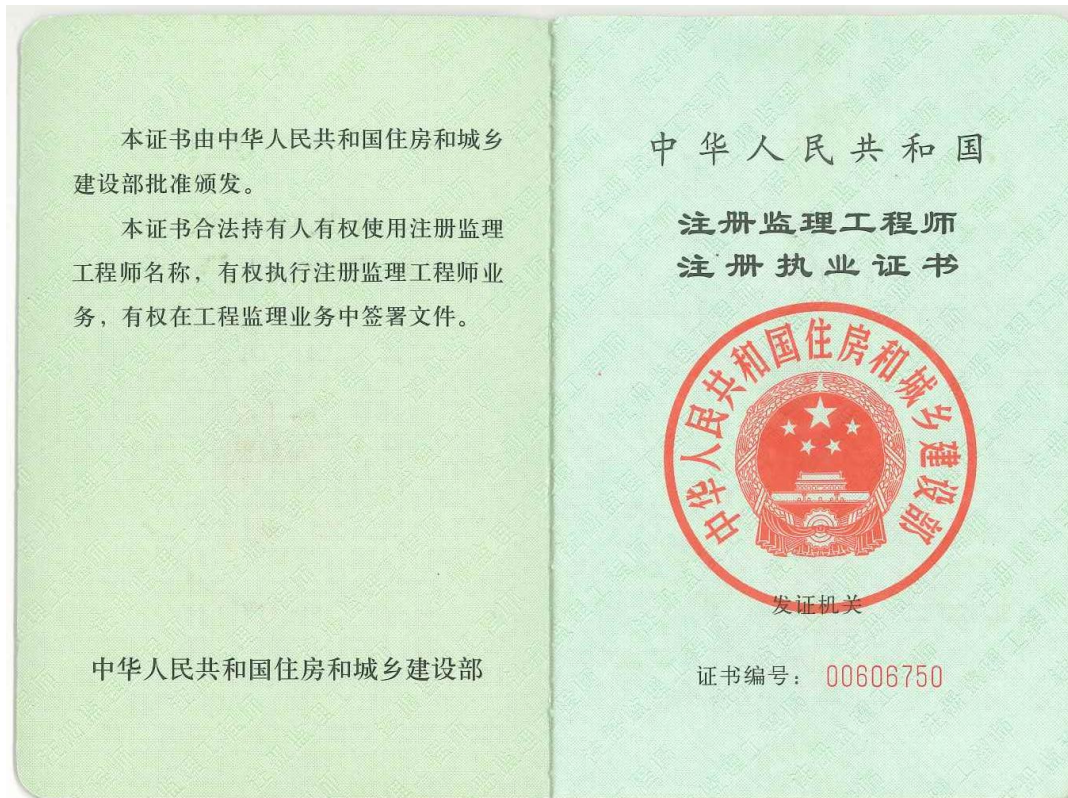 本证书由中华人民共和国住房和城乡
建设部批准颁发。
本证书合法持有人有权使用注册监理
工程师名称，有权执行注册监理工程师业
务，有权在工程监理业务中签署文件。
中华人民共和国住房和城乡建设部
中华人民共和国
注册监理工程师
注册执业证书
中华人民共和国住房和城乡建设部
发证机关
证书编号：00606750